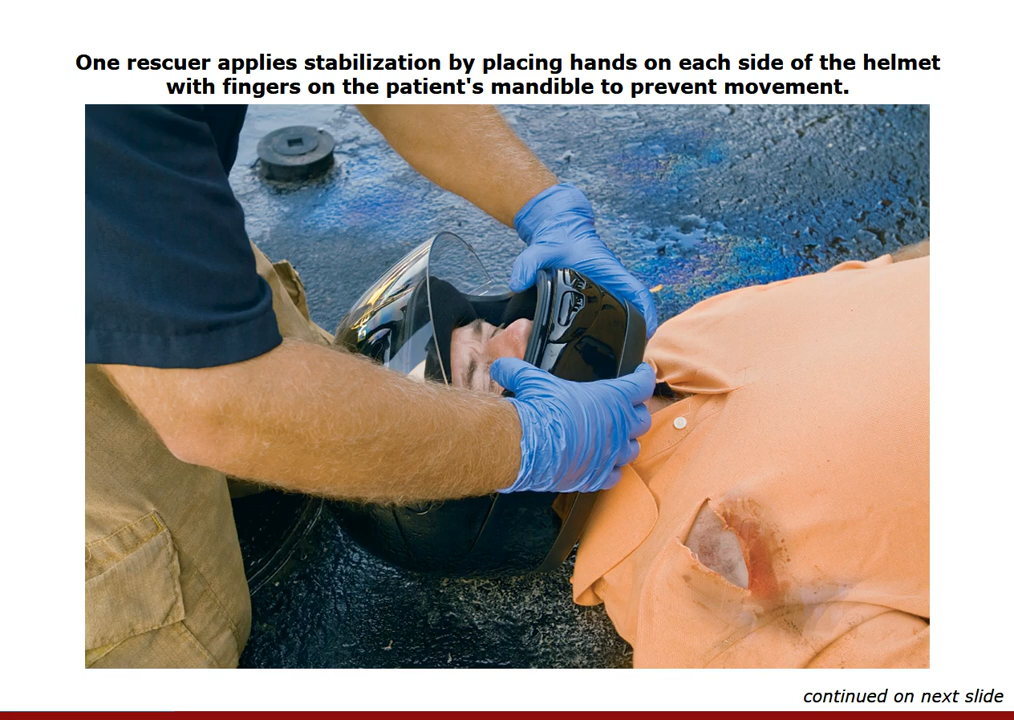 One rescuer applies stabilization by placing hands on each side of the helmet
with fingers on the patient's mandible to prevent movement.
continued on next slide